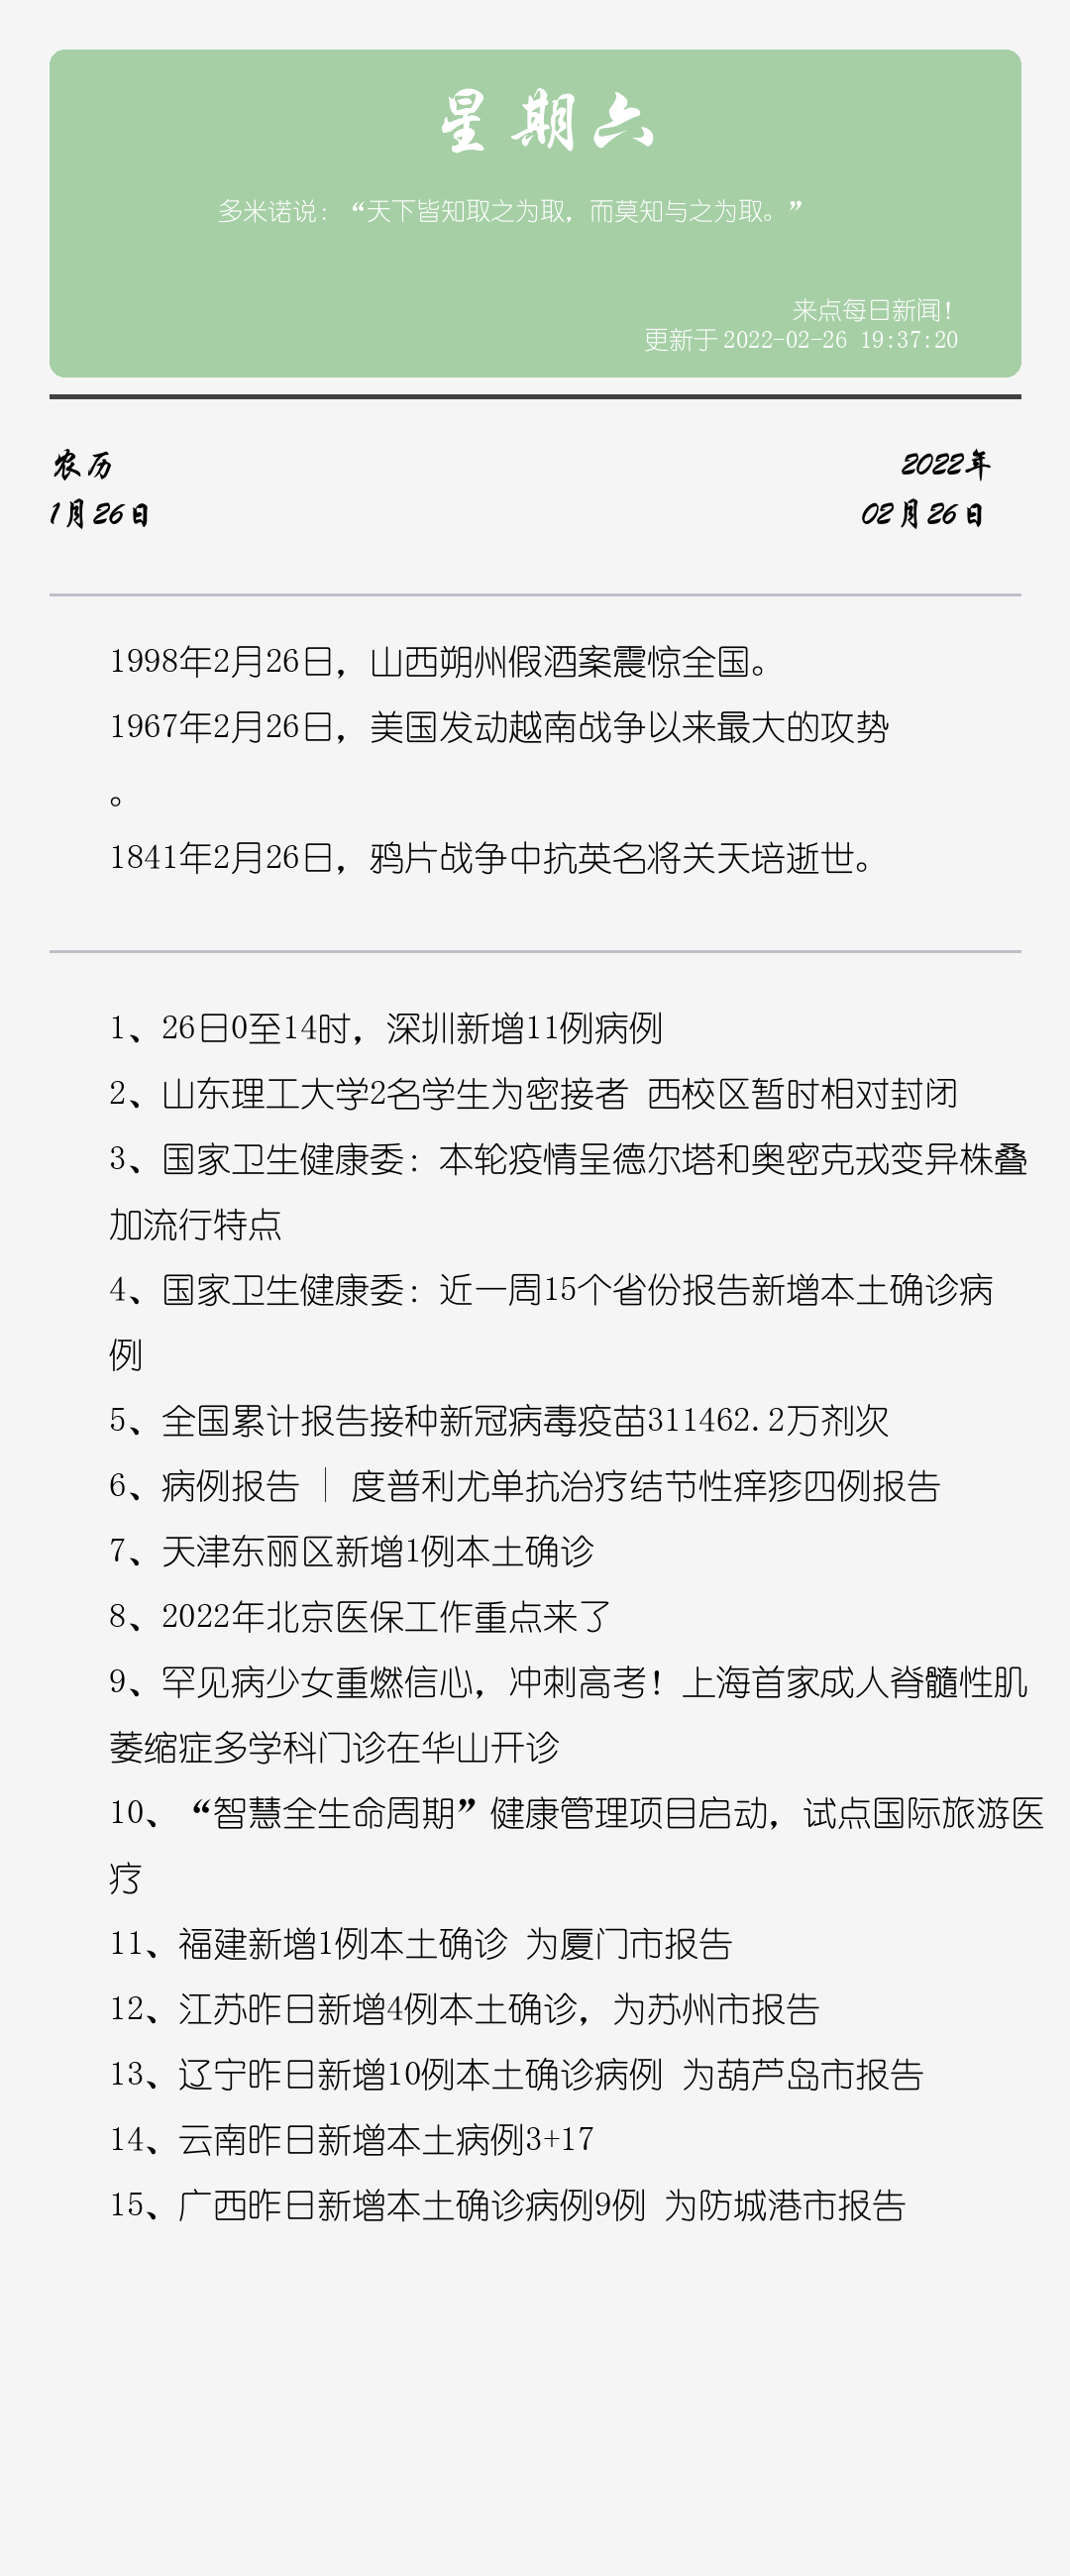 星期六
多米诺说：“天下皆知取之为取，而莫知与之为取。”
来点每日新闻！
更新于 2022-02-26 19:37:20
农历
2022年
1月26日
02月26日
1998年2月26日，山西朔州假酒案震惊全国。
1967年2月26日，美国发动越南战争以来最大的攻势
。
1841年2月26日，鸦片战争中抗英名将关天培逝世。
1、26日0至14时，深圳新增11例病例
2、山东理工大学2名学生为密接者 西校区暂时相对封闭
3、国家卫生健康委：本轮疫情呈德尔塔和奥密克戎变异株叠
加流行特点
4、国家卫生健康委：近一周15个省份报告新增本土确诊病
例
5、全国累计报告接种新冠病毒疫苗311462.2万剂次
6、病例报告 | 度普利尤单抗治疗结节性痒疹四例报告
7、天津东丽区新增1例本土确诊
8、2022年北京医保工作重点来了
9、罕见病少女重燃信心，冲刺高考！上海首家成人脊髓性肌
萎缩症多学科门诊在华山开诊
10、“智慧全生命周期”健康管理项目启动，试点国际旅游医
疗
11、福建新增1例本土确诊 为厦门市报告
12、江苏昨日新增4例本土确诊，为苏州市报告
13、辽宁昨日新增10例本土确诊病例 为葫芦岛市报告
14、云南昨日新增本土病例3+17
15、广西昨日新增本土确诊病例9例 为防城港市报告